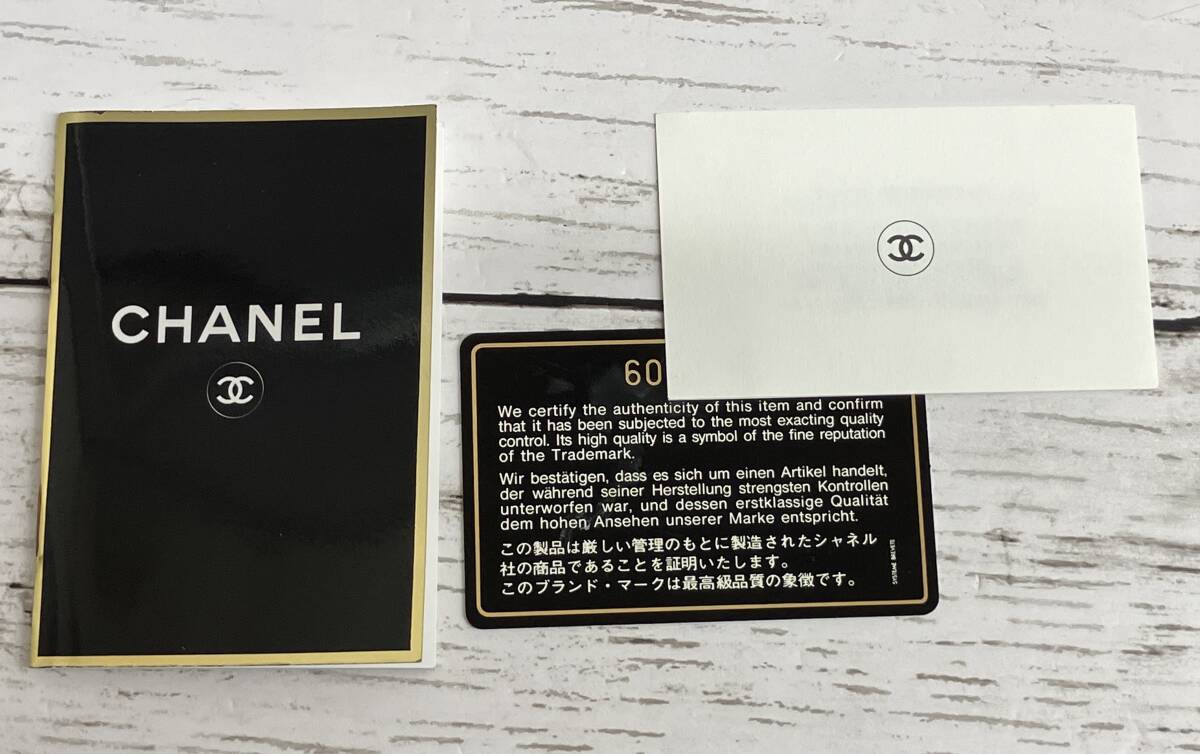 CHANEL
60
We certify the authenticity of this item and confirm
that it has been subjected to the most exacting quality
control. Its high quality is a symbol of the fine reputation
of the Trademark.
Wir bestätigen, dass es sich um einen Artikel handelt,
der während seiner Herstellung strengsten Kontrollen
unterworfen war, und dessen erstklassige Qualität
dem hohen Ansehen unserer Marke entspricht.
この製品は厳しい管理のもとに製造されたシャネル
社の商品であることを証明いたします。
このブランド・マークは最高級品質の象徴です。
SYSTEME BREVETE